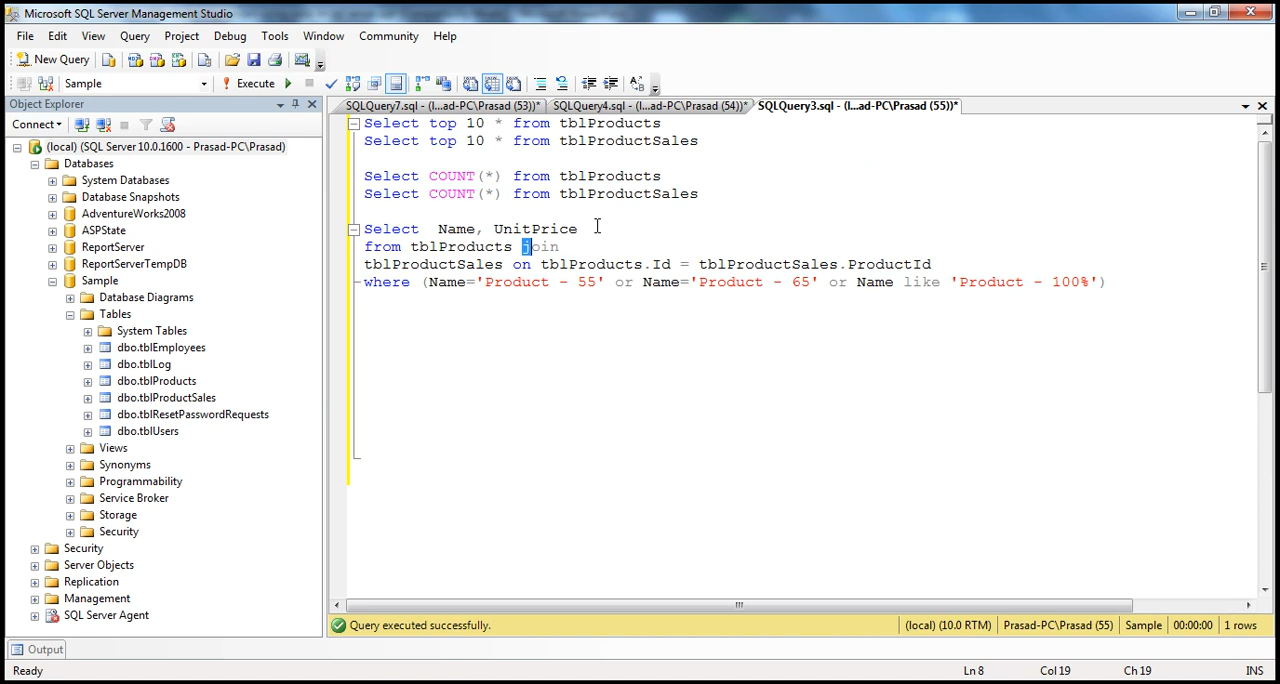 Microsoft SQL Server Management Studio
File Edit View Query Project Debug Tools Window Community Help
New Query
Sample Execute
Object Explorer
Connect
(local) (SQL Server 10.0.1600 - Prasad-PC\Prasad)
Databases
System Databases
Database Snapshots
AdventureWorks2008
ASPState
ReportServer
ReportServerTempDB
Sample
Database Diagrams
Tables
System Tables
dbo.tblEmployees
dbo.tblLog
dbo.tblProducts
dbo.tblProductSales
dbo.tblResetPasswordRequests
dbo.tblUsers
Views
Synonyms
Programmability
Service Broker
Storage
Security
Security
Server Objects
Replication
Management
SQL Server Agent
SQLQuery7.sql - (l...ad-PC\Prasad (53))* SQLQuery4.sql - (l...ad-PC\Prasad (54))* SQLQuery3.sql - (l...ad-PC\Prasad (55))*
Select top 10 * from tblProducts
Select top 10 * from tblProductSales
Select COUNT(*) from tblProducts
Select COUNT(*) from tblProductSales
Select  Name, UnitPrice
from tblProducts join
tblProductSales on tblProducts.Id = tblProductSales.ProductId
where (Name='Product - 55' or Name='Product - 65' or Name like 'Product - 100%')
Query executed successfully. (local) (10.0 RTM) Prasad-PC\Prasad (55) Sample 00:00:00 1 rows
Output
Ready Ln 8 Col 19 Ch 19 INS